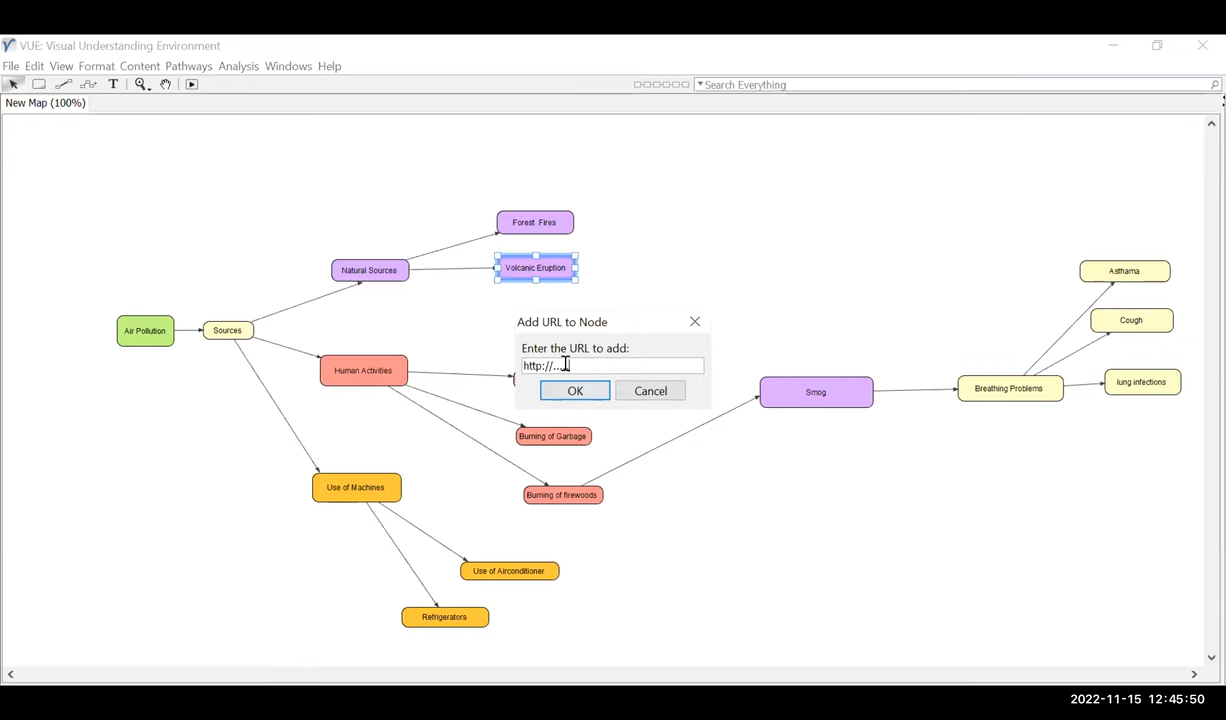 VUE: Visual Understanding Environment
File Edit View Format Content Pathways Analysis Windows Help
T
Search Everything
New Map (100%)
Forest Fires
Natural Sources
Volcanic Eruption
Asthama
Add URL to Node
Cough
Air Pollution
Sources
Enter the URL to add:
http://...
Human Activities
OK
Cancel
Smog
Breathing Problems
lung infections
Burning of Garbage
Use of Machines
Burning of firewoods
Use of Airconditioner
Refrigerators
2022-11-15 12:45:50